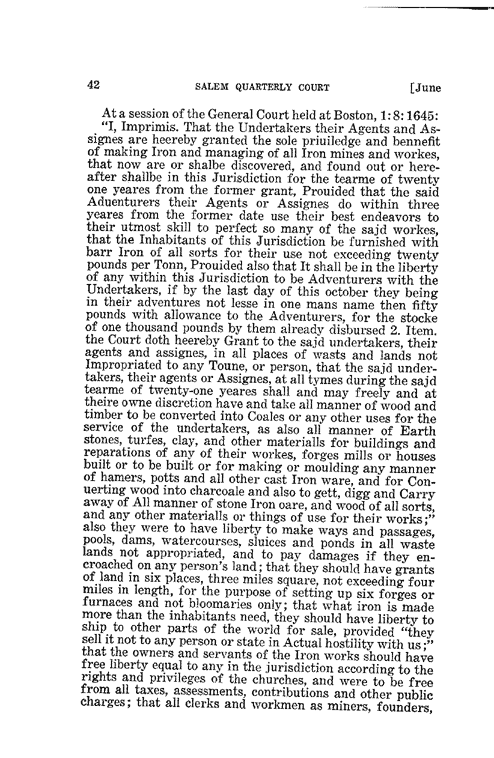 42 SALEM QUARTERLY COURT [June
At a session of the General Court held at Boston, 1:8:1645:
"I, Imprimis. That the Undertakers their Agents and As-
signes are heereby granted the sole priuiledge and bennefit
of making Iron and managing of all Iron mines and workes,
that now are or shalbe discovered, and found out or here-
after shallbe in this Jurisdiction for the tearme of twenty
one yeares from the former grant, Prouided that the said
Aduenturers their Agents or Assignes do within three
yeares from the former date use their best endeavors to
their utmost skill to perfect so many of the sajd workes,
that the Inhabitants of this Jurisdiction be furnished with
barr Iron of all sorts for their use not exceeding twenty
pounds per Tonn, Prouided also that It shall be in the liberty
of any within this Jurisdiction to be Adventurers with the
Undertakers, if by the last day of this october they being
in their adventures not lesse in one mans name then fifty
pounds with allowance to the Adventurers, for the stocke
of one thousand pounds by them already disbursed 2. Item.
the Court doth heereby Grant to the sajd undertakers, their
agents and assignes, in all places of wasts and lands not
Impropriated to any Toune, or person, that the sajd under-
takers, their agents or Assignes, at all tymes during the sajd
tearme of twenty-one yeares shall and may freely and at
theire owne discretion have and take all manner of wood and
timber to be converted into Coales or any other uses for the
service of the undertakers, as also all manner of Earth
stones, turfes, clay, and other materialls for buildings and
reparations of any of their workes, forges mills or houses
built or to be built or for making or moulding any manner
of hamers, potts and all other cast Iron ware, and for Con-
uerting wood into charcoale and also to gett, digg and Carry
away of All manner of stone Iron oare, and wood of all sorts,
and any other materialls or things of use for their works;"
also they were to have liberty to make ways and passages,
pools, dams, watercourses, sluices and ponds in all waste
lands not appropriated, and to pay damages if they en-
croached on any person's land; that they should have grants
of land in six places, three miles square, not exceeding four
miles in length, for the purpose of setting up six forges or
furnaces and not bloomaries only; that what iron is made
more than the inhabitants need, they should have liberty to
ship to other parts of the world for sale, provided "they
sell it not to any person or state in Actual hostility with us;"
that the owners and servants of the Iron works should have
free liberty equal to any in the jurisdiction according to the
rights and privileges of the churches, and were to be free
from all taxes, assessments, contributions and other public
charges; that all clerks and workmen as miners, founders,